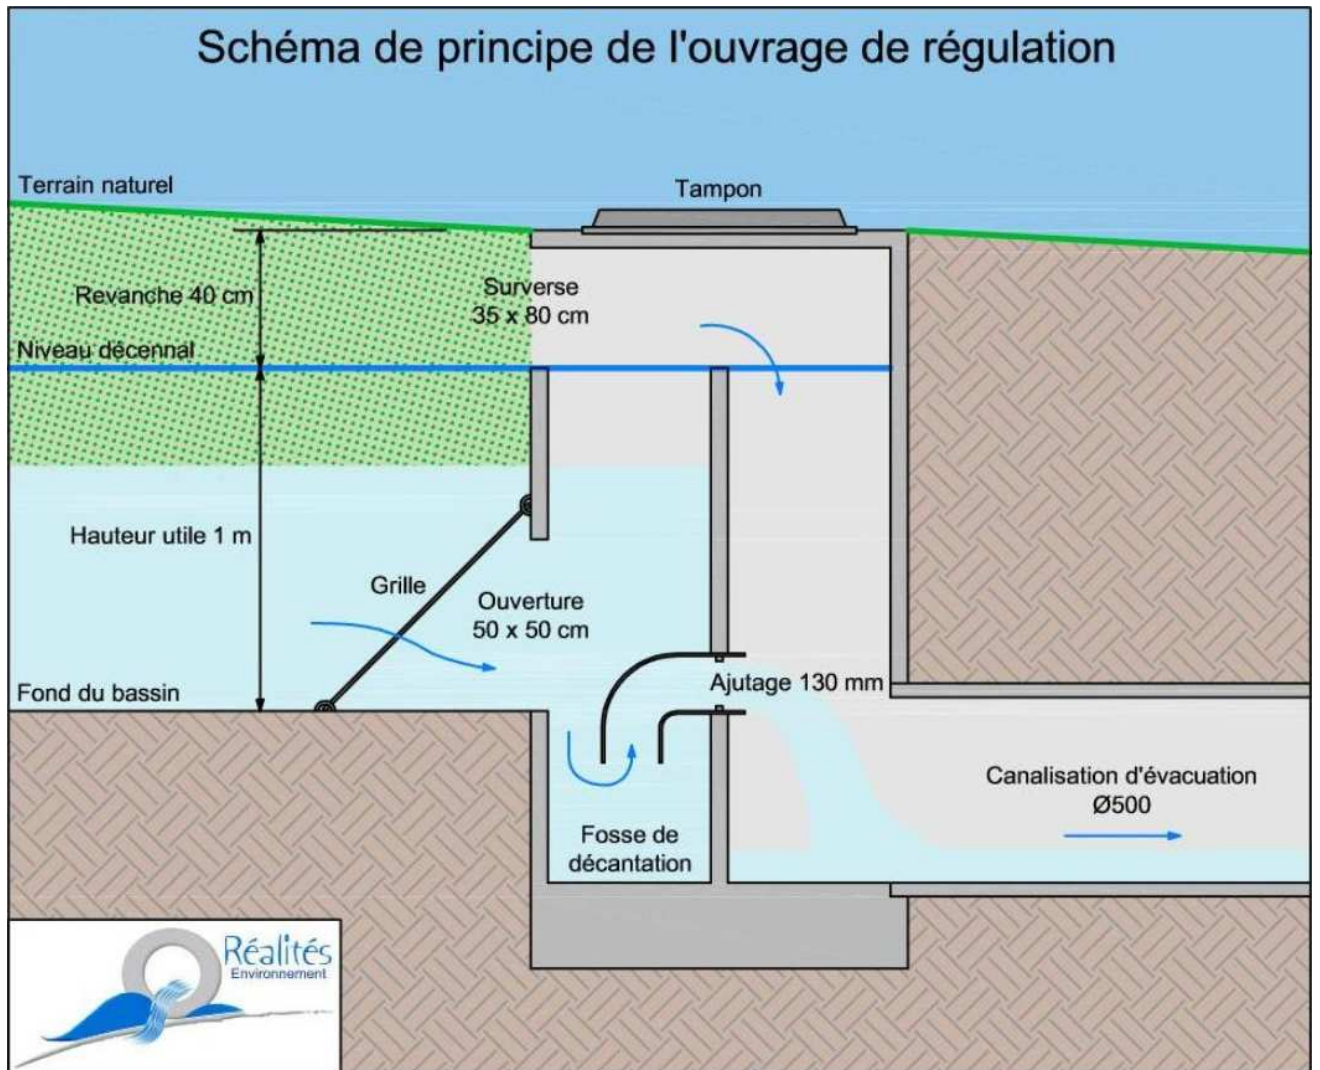 Schéma de principe de l'ouvrage de régulation
Terrain naturel
Tampon
Revanche 40 cm
Surverse
35 x 80 cm
Niveau décennal
Hauteur utile 1 m
Grille
Ouverture
50 x 50 cm
Fond du bassin
Ajutage 130 mm
Canalisation d'évacuation
Ø500
Fosse de
décantation
Réalités
Environnement